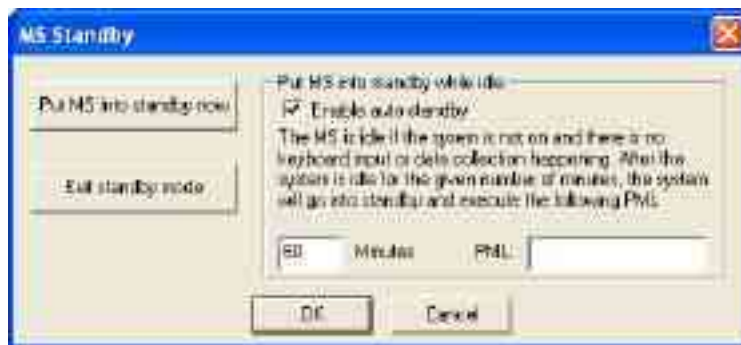 MS Standby
Put MS into standby now
Exit standby mode
Put MS into standby while idle
Enable auto standby
The MS is idle if the system is not on and there is no
keyboard input or data collection happening. After the
system is idle for the given number of minutes, the system
will go into standby and execute the following PML
60 Minutes PML:
OK Cancel